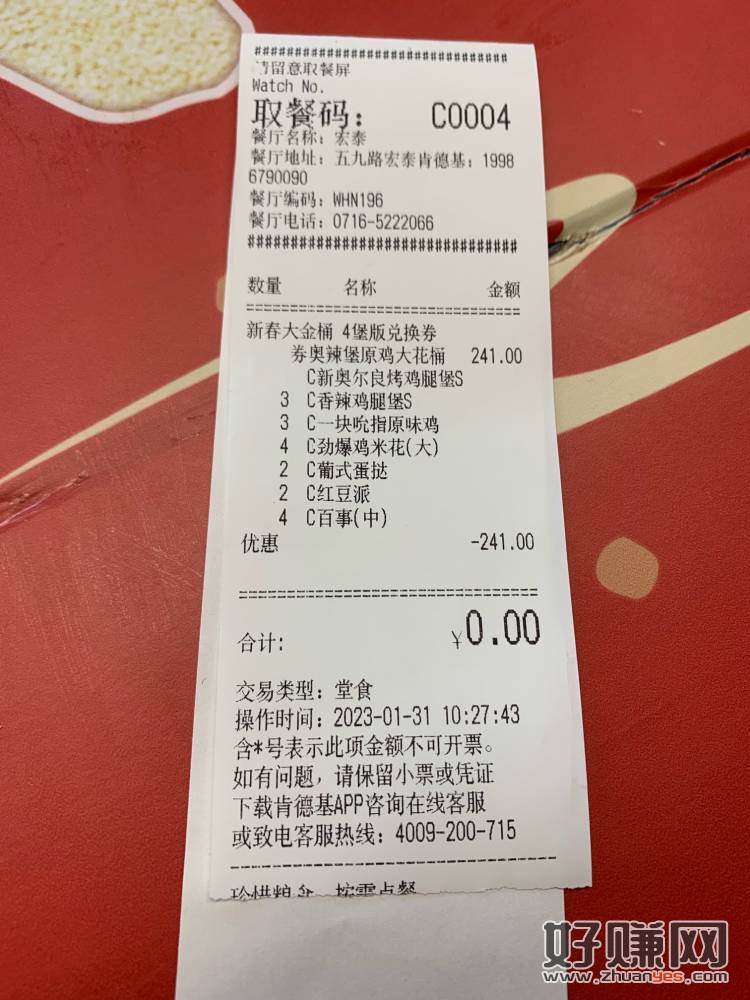 ##############################
请留意取餐屏
Watch No.
取餐码： C0004
餐厅名称：宏泰
餐厅地址：五九路宏泰肯德基：1998
6790090
餐厅编码：WHN196
餐厅电话：0716-5222066
##############################
数量 名称 金额
==============================
新春大金桶 4堡版兑换券
券奥辣堡原鸡大花桶 241.00
C新奥尔良烤鸡腿堡S
3 C香辣鸡腿堡S
3 C一块吮指原味鸡
4 C劲爆鸡米花(大)
2 C葡式蛋挞
2 C红豆派
4 C百事(中)
优惠 -241.00
==============================
合计: ¥0.00
交易类型：堂食
操作时间：2023-01-31 10:27:43
含*号表示此项金额不可开票。
如有问题，请保留小票或凭证
下载肯德基APP咨询在线客服
或致电客服热线：4009-200-715
------------------------------
珍惜粮食，按需点餐
好赚网
www.zhuanyes.com